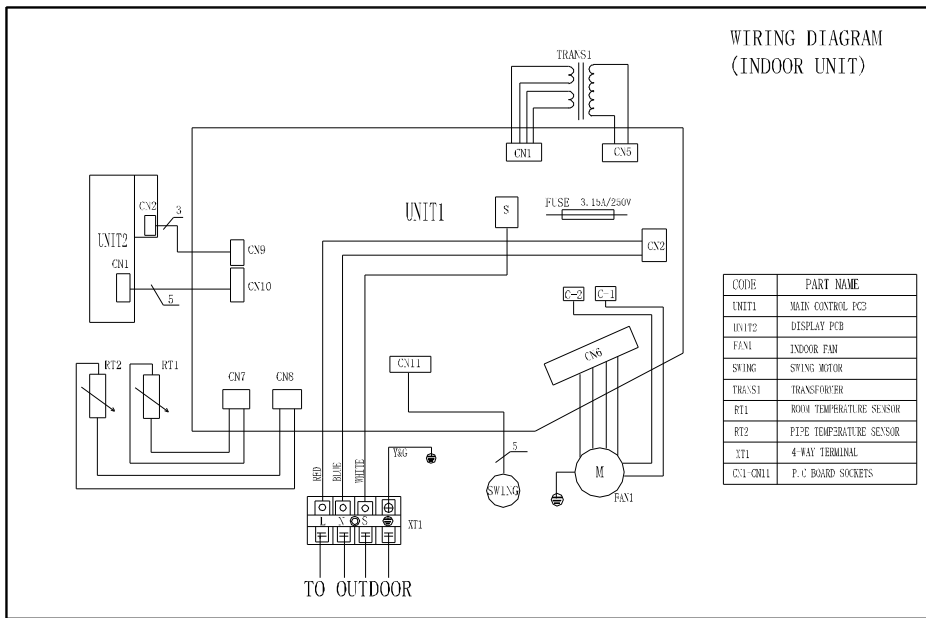 WIRING DIAGRAM
(INDOOR UNIT)
TRANS1
CN1
CN5
CN2
3
UNIT2
CN1
5
CN9
CN10
UNIT1
S
FUSE 3.15A/250V
CN2
C-2
C-1
CN6
RT2
RT1
CN7
CN8
CN11
RED
BLUE
WHITE
Y&G
5
SWING
M
FAN1
L N S
XT1
TO OUTDOOR
CODE PART NAME
UNIT1 MAIN CONTROL PCB
UNIT2 DISPLAY PCB
FAN1 INDOOR FAN
SWING SWING MOTOR
TRANS1 TRANSFORMER
RT1 ROOM TEMPERATURE SENSOR
RT2 PIPE TEMPERATURE SENSOR
XT1 4-WAY TERMINAL
CN1-CN11 P.C BOARD SOCKETS